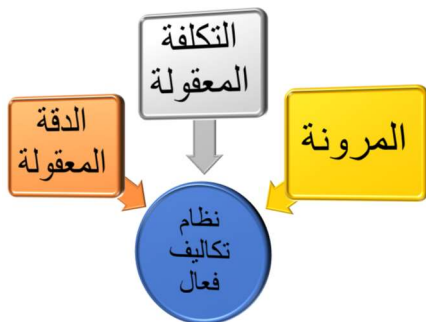 التكلفة
المعقولة
المرونة
الدقة
المعقولة
نظام
تكاليف
فعال